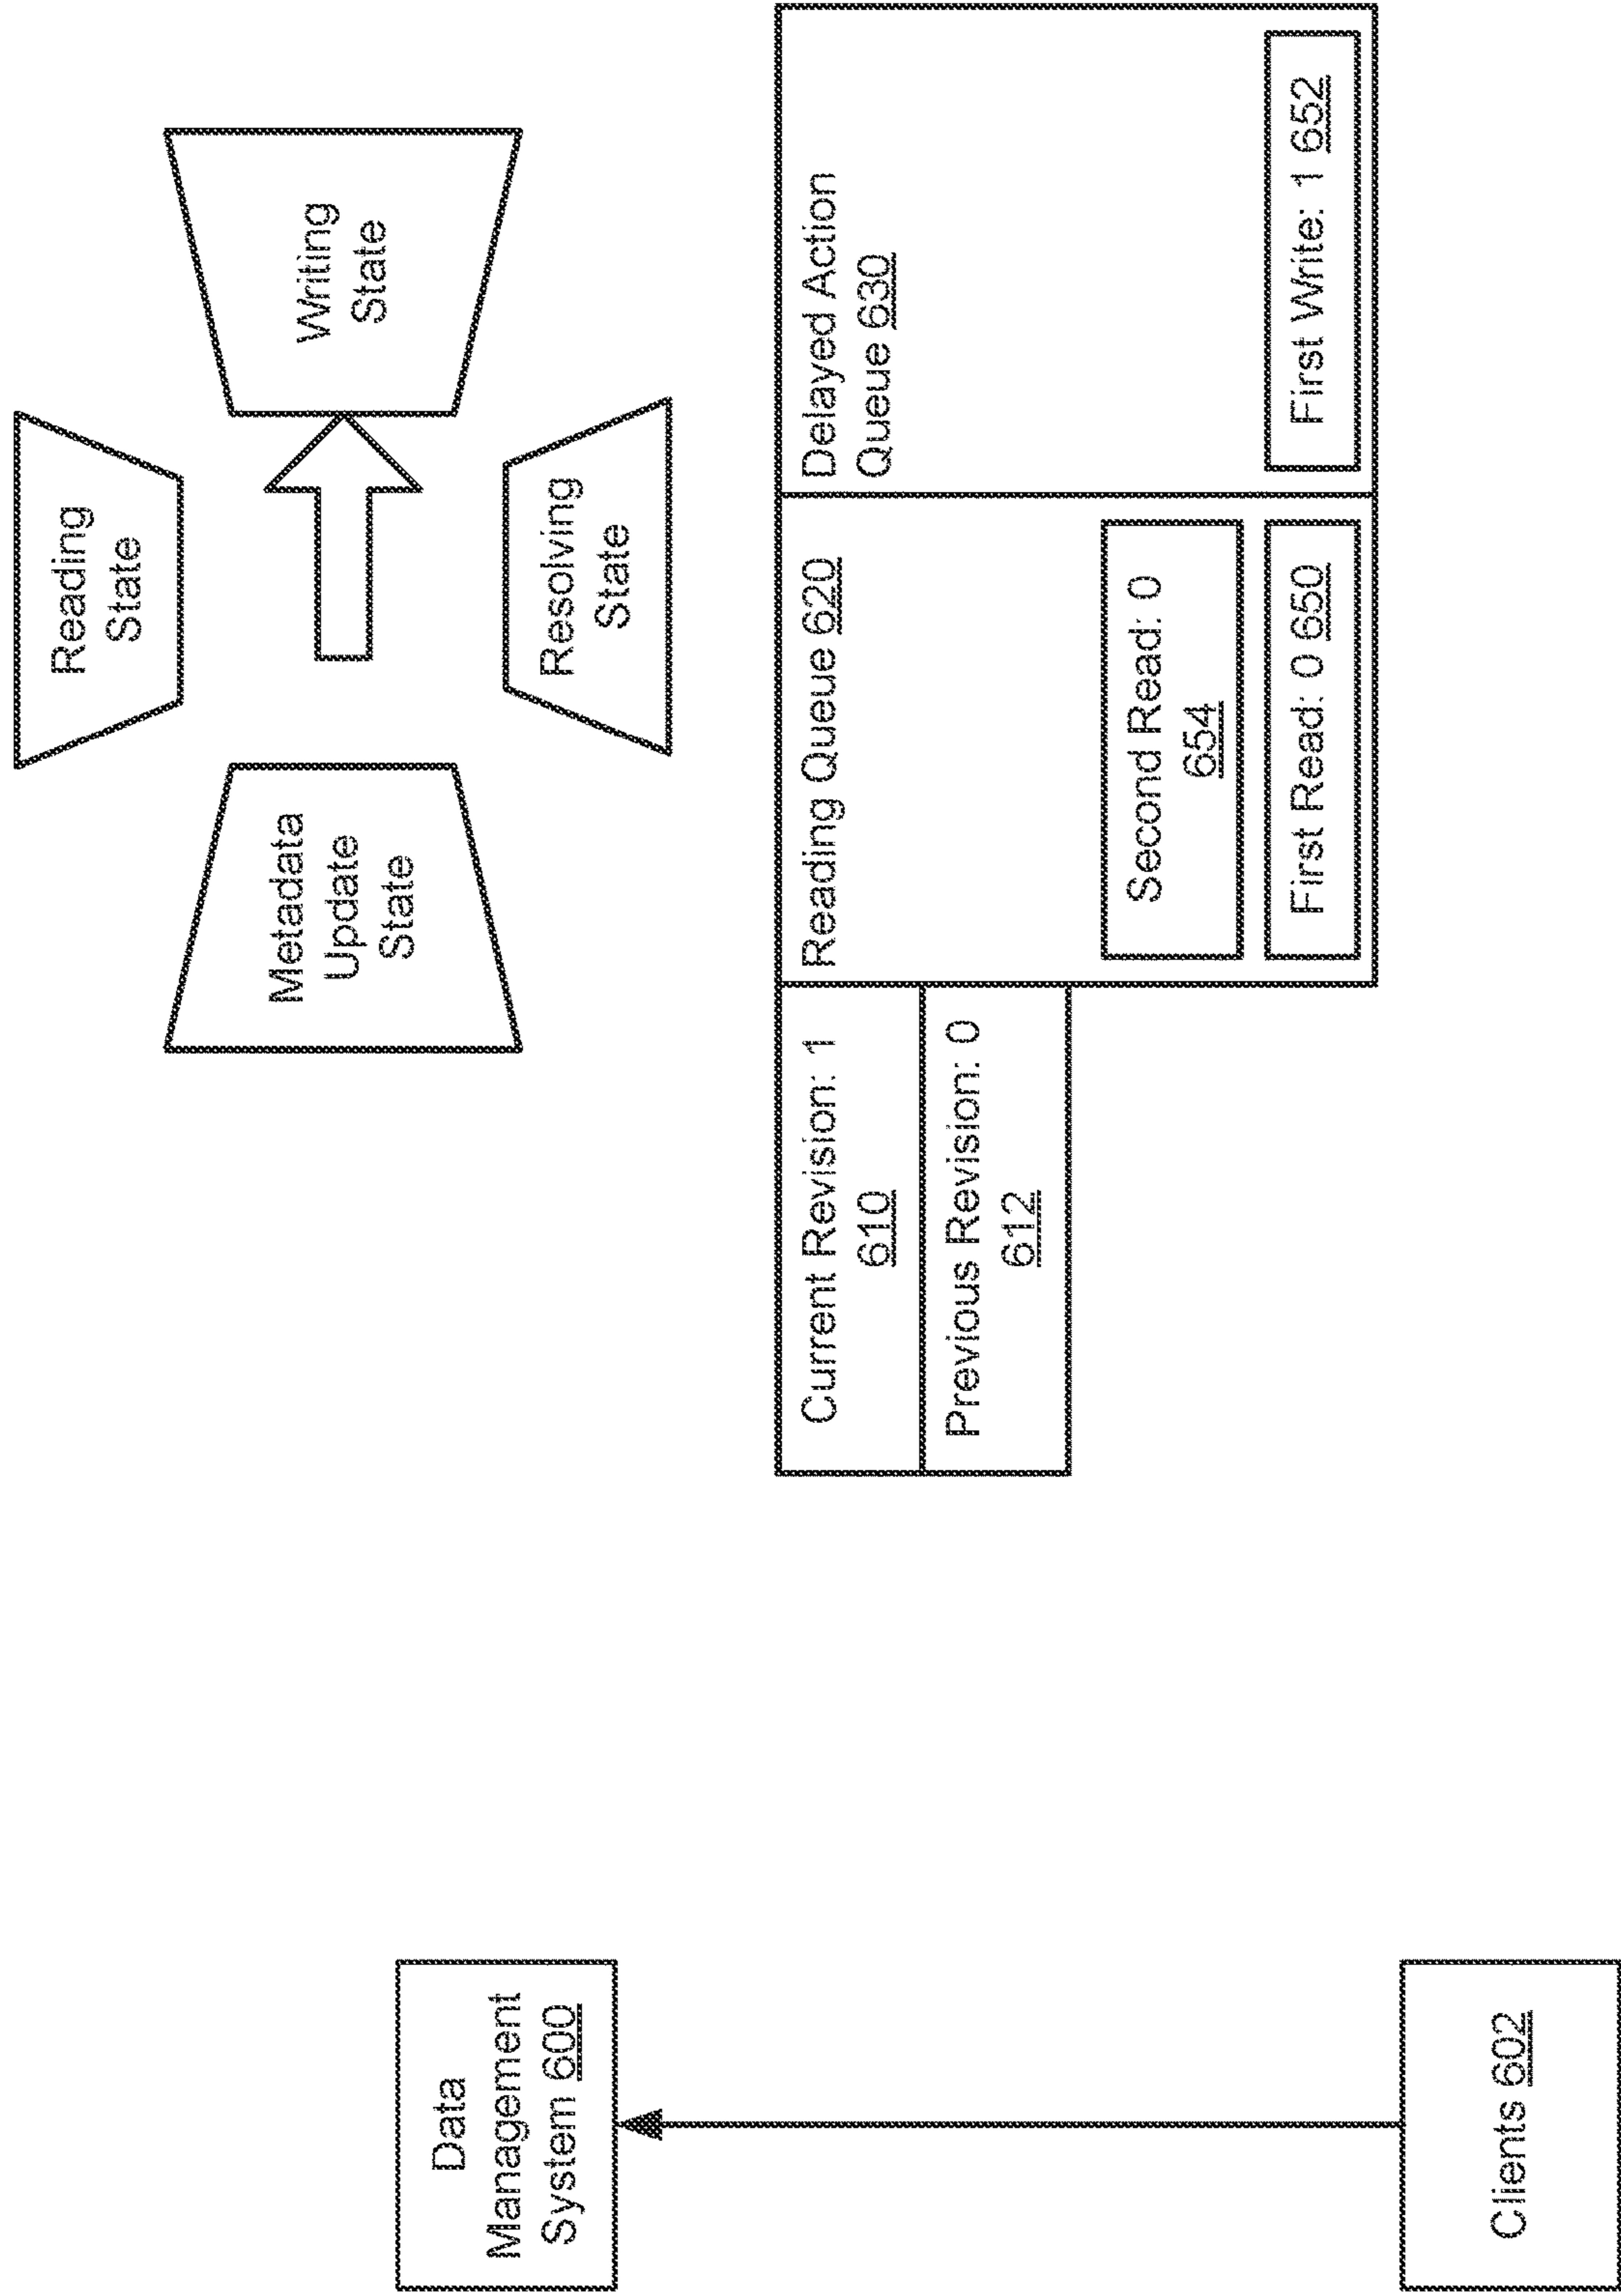 Data
Management
System 600
Clients 602
Reading
State
Metadata
Update
State
Writing
State
Resolving
State
Current Revision: 1
610
Previous Revision: 0
612
Reading Queue 620
Second Read: 0
654
First Read: 0 650
Delayed Action
Queue 630
First Write: 1 652